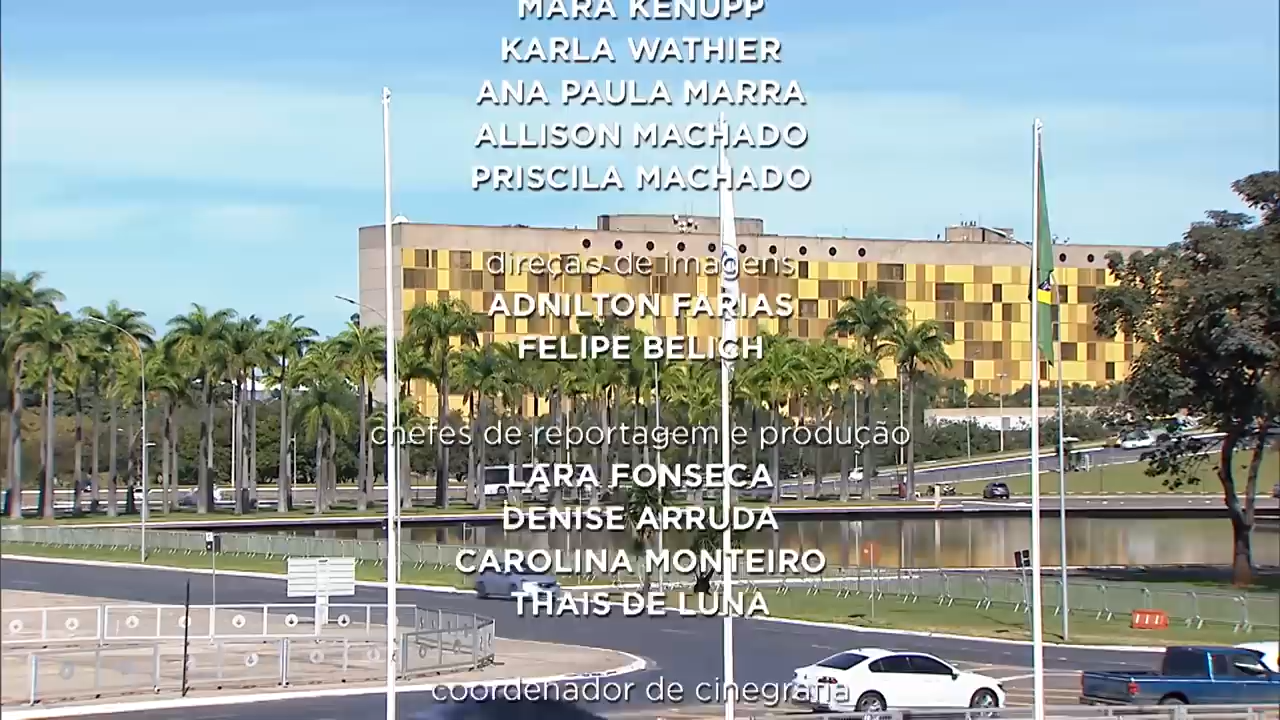 MARA KENUPP
KARLA WATHIER
ANA PAULA MARRA
ALLISON MACHADO
PRISCILA MACHADO
direção de imagens
ADNILTON FARIAS
FELIPE BELICH
chefes de reportagem e produção
LARA FONSECA
DENISE ARRUDA
CAROLINA MONTEIRO
THAIS DE LUNA
coordenador de cinegrafia